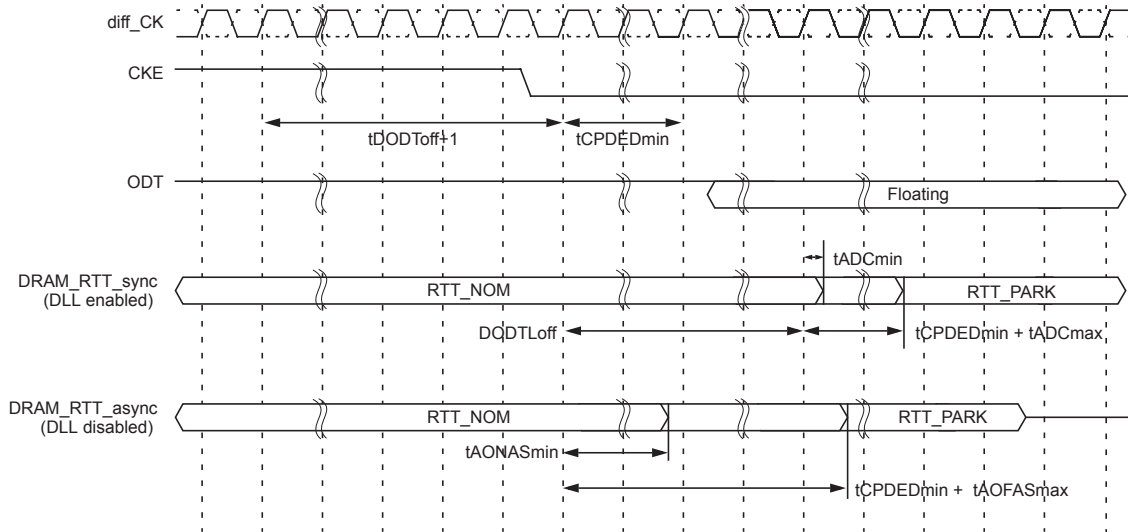 diff_CK
CKE
tDODToff+1
tCPDEDmin
ODT
Floating
tADCmin
DRAM_RTT_sync
(DLL enabled)
RTT_NOM
RTT_PARK
DODTLoff
tCPDEDmin + tADCmax
DRAM_RTT_async
(DLL disabled)
RTT_NOM
RTT_PARK
tAONASmin
tCPDEDmin + tAOFASmax